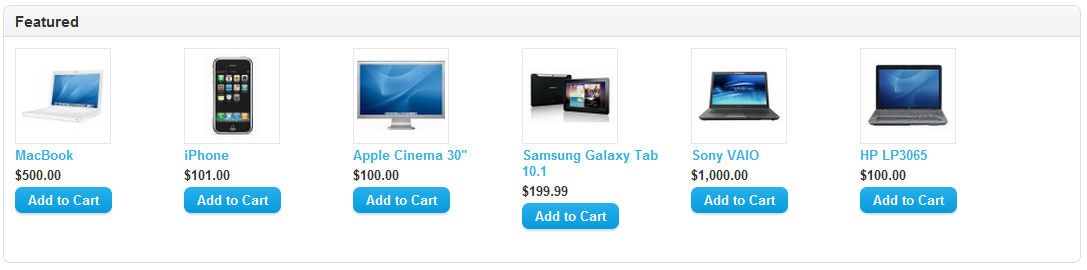 Featured
MacBook
$500.00
Add to Cart
iPhone
$101.00
Add to Cart
Apple Cinema 30"
$100.00
Add to Cart
Samsung Galaxy Tab
10.1
$199.99
Add to Cart
Sony VAIO
$1,000.00
Add to Cart
HP LP3065
$100.00
Add to Cart